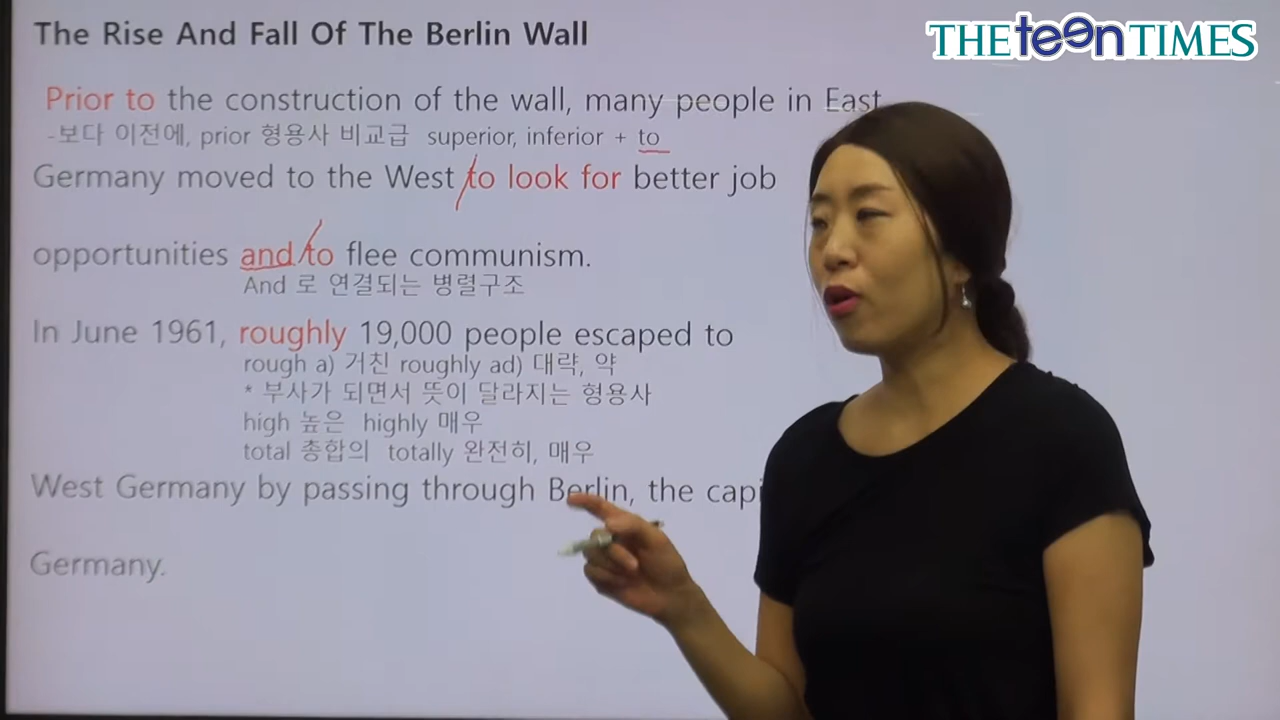 The Rise And Fall Of The Berlin Wall
THE teen TIMES
Prior to the construction of the wall, many people in East
-보다 이전에, prior 형용사 비교급 superior, inferior + to
Germany moved to the West to look for better job
opportunities and to flee communism.
And 로 연결되는 병렬구조
In June 1961, roughly 19,000 people escaped to
rough a) 거친 roughly ad) 대략, 약
* 부사가 되면서 뜻이 달라지는 형용사
high 높은 highly 매우
total 총합의 totally 완전히, 매우
West Germany by passing through Berlin, the
Germany.